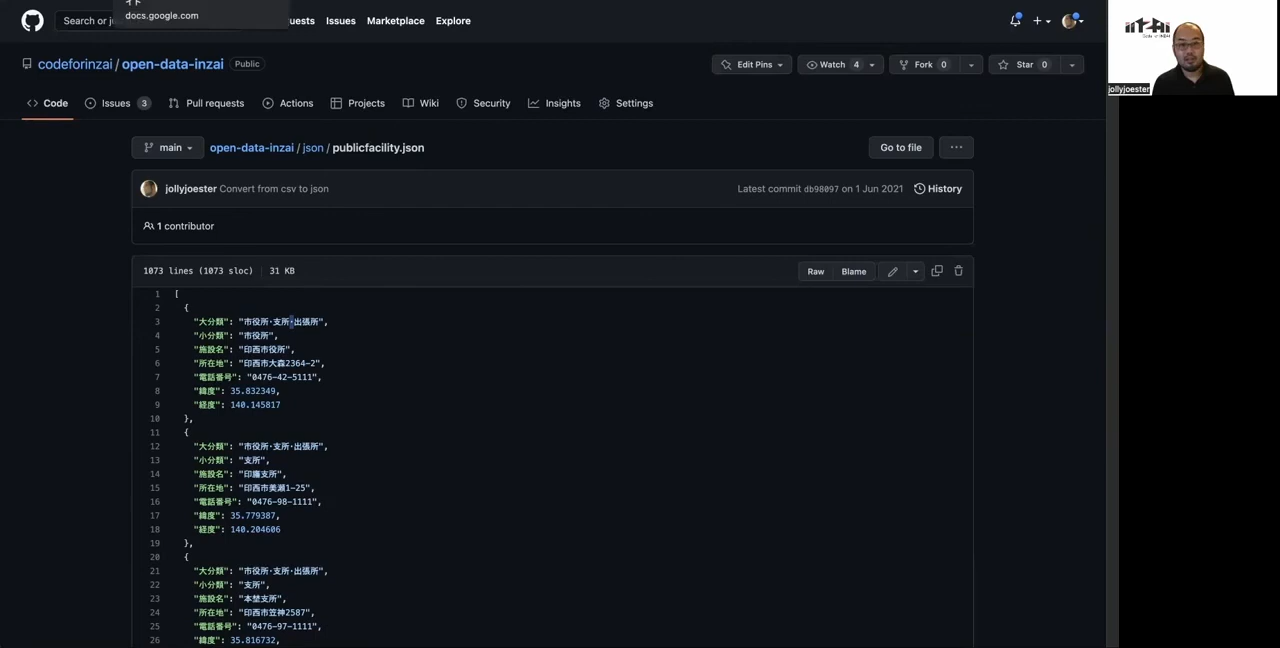 イト
docs.google.com
Search or ju
uests Issues Marketplace Explore
codeforinzai / open-data-inzai Public
Edit Pins
Watch 4
Fork 0
Star 0
Code
Issues 3
Pull requests
Actions
Projects
Wiki
Security
Insights
Settings
jollyjoester
main
open-data-inzai / json / publicfacility.json
Go to file
...
jollyjoester Convert from csv to json
Latest commit db98097 on 1 Jun 2021 History
1 contributor
1073 lines (1073 sloc) 31 KB
Raw Blame
1 [
2 {
3 "大分類": "市役所・支所・出張所",
4 "小分類": "市役所",
5 "施設名": "印西市役所",
6 "所在地": "印西市大森2364-2",
7 "電話番号": "0476-42-5111",
8 "緯度": 35.832349,
9 "経度": 140.145817
10 },
11 {
12 "大分類": "市役所・支所・出張所",
13 "小分類": "支所",
14 "施設名": "印旛支所",
15 "所在地": "印西市美瀬1-25",
16 "電話番号": "0476-98-1111",
17 "緯度": 35.779387,
18 "経度": 140.204606
19 },
20 {
21 "大分類": "市役所・支所・出張所",
22 "小分類": "支所",
23 "施設名": "本埜支所",
24 "所在地": "印西市笠神2587",
25 "電話番号": "0476-97-1111",
26 "緯度": 35.816732,